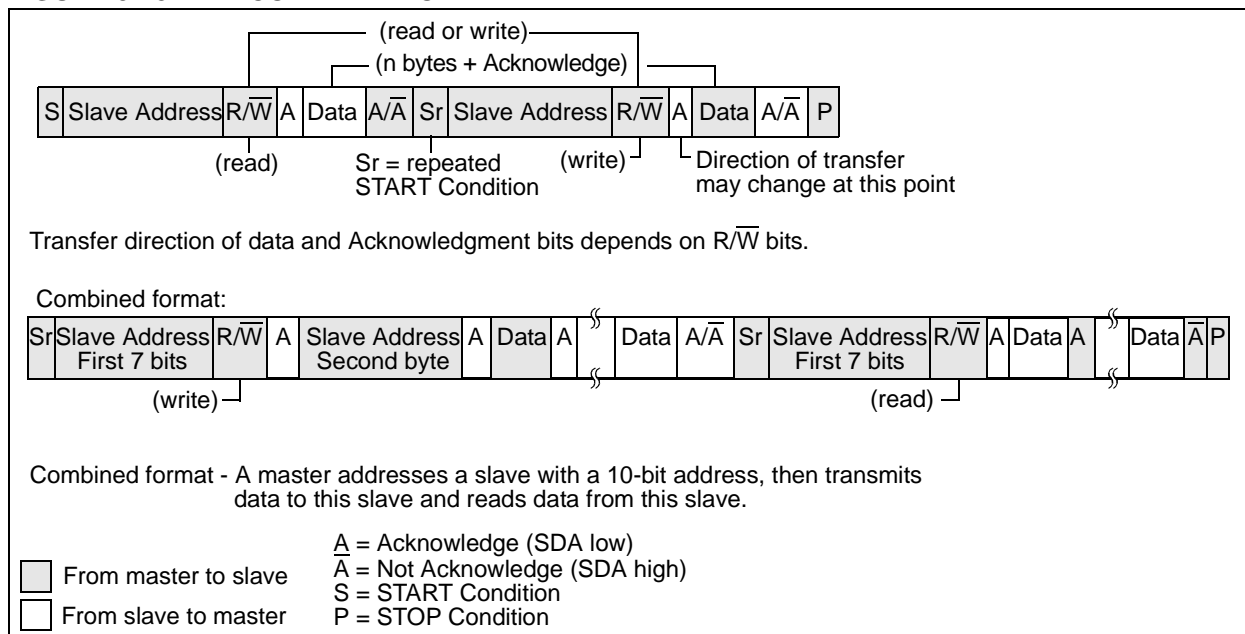 (read or write)
(n bytes + Acknowledge)
S Slave Address R/W̅ A Data A/A̅ Sr Slave Address R/W̅ A Data A/A̅ P
(read) Sr = repeated START Condition (write) Direction of transfer may change at this point
Transfer direction of data and Acknowledgment bits depends on R/W̅ bits.
Combined format:
Sr Slave Address First 7 bits R/W̅ A Slave Address Second byte A Data A Data A/A̅ Sr Slave Address First 7 bits R/W̅ A Data A Data A̅ P
(write) (read)
Combined format - A master addresses a slave with a 10-bit address, then transmits
data to this slave and reads data from this slave.
A = Acknowledge (SDA low)
A̅ = Not Acknowledge (SDA high)
S = START Condition
P = STOP Condition
From master to slave
From slave to master